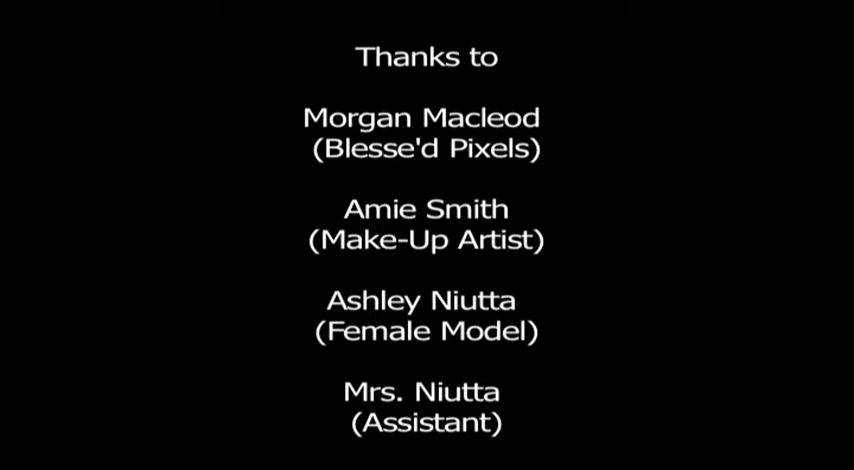 Thanks to
Morgan Macleod
(Blesse'd Pixels)
Amie Smith
(Make-Up Artist)
Ashley Niutta
(Female Model)
Mrs. Niutta
(Assistant)